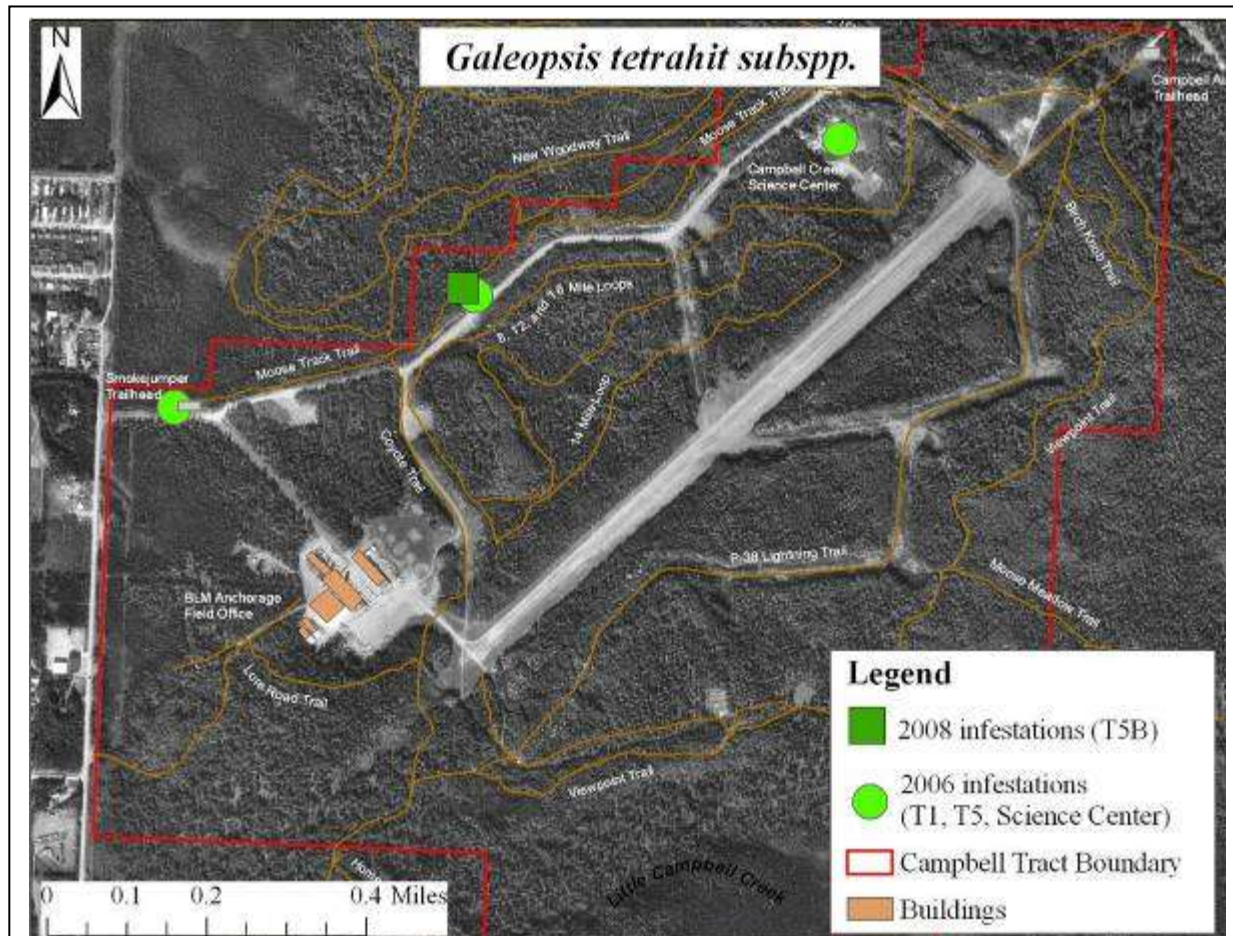 N
Galeopsis tetrahit subspp.
Campbell
Trailhead
Moose Track Trail
New Woodway Trail
Campbell Creek
Science Center
Birch Knob Trail
8, 12, and 16 Mile Loops
Moose Track Trail
Smokejumper
Trailhead
14 Mile Loop
Coyote Trail
Viewpoint Trail
P-38 Lightning Trail
Moose Meadow Trail
BLM Anchorage
Field Office
Lore Road Trail
Viewpoint Trail
Little Campbell Creek
Legend
2008 infestations (T5B)
2006 infestations
(T1, T5, Science Center)
Campbell Tract Boundary
Buildings
0 0.1 0.2 0.4 Miles